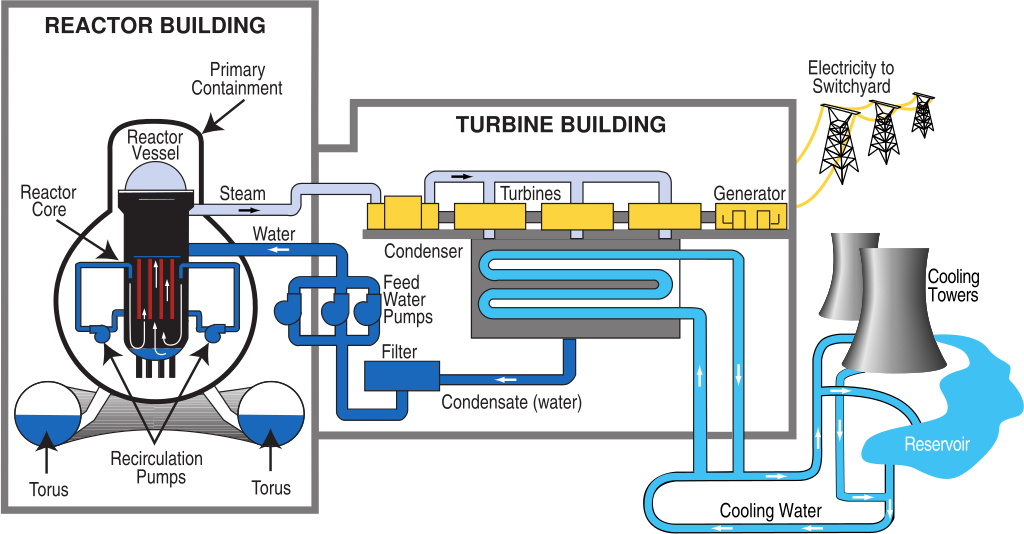 REACTOR BUILDING
Primary
Containment
Reactor
Vessel
Reactor
Core
Steam
Water
Feed
Water
Pumps
Recirculation
Pumps
Torus
Torus
TURBINE BUILDING
Turbines
Generator
Condenser
Filter
Condensate (water)
Electricity to
Switchyard
Cooling
Towers
Reservoir
Cooling Water